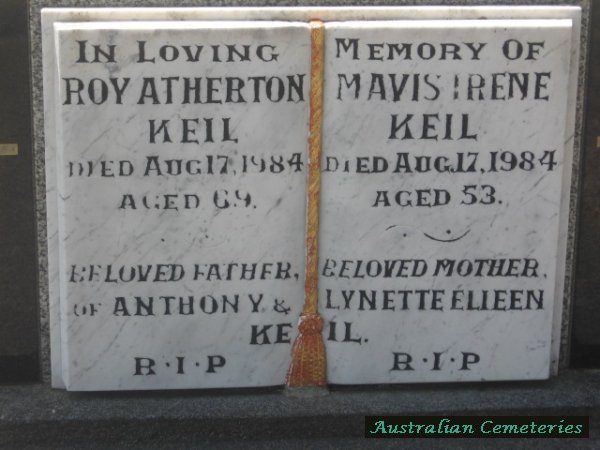 IN LOVING
ROY ATHERTON
KEIL
DIED AUG 17, 1984
AGED 69.
BELOVED FATHER,
OF ANTHONY &
MEMORY OF
MAVIS IRENE
KEIL
DIED AUG.17, 1984
AGED 53.
BELOVED MOTHER.
LYNETTE ELIEEN
KEIL.
R·I·P
R·I·P
Australian Cemeteries